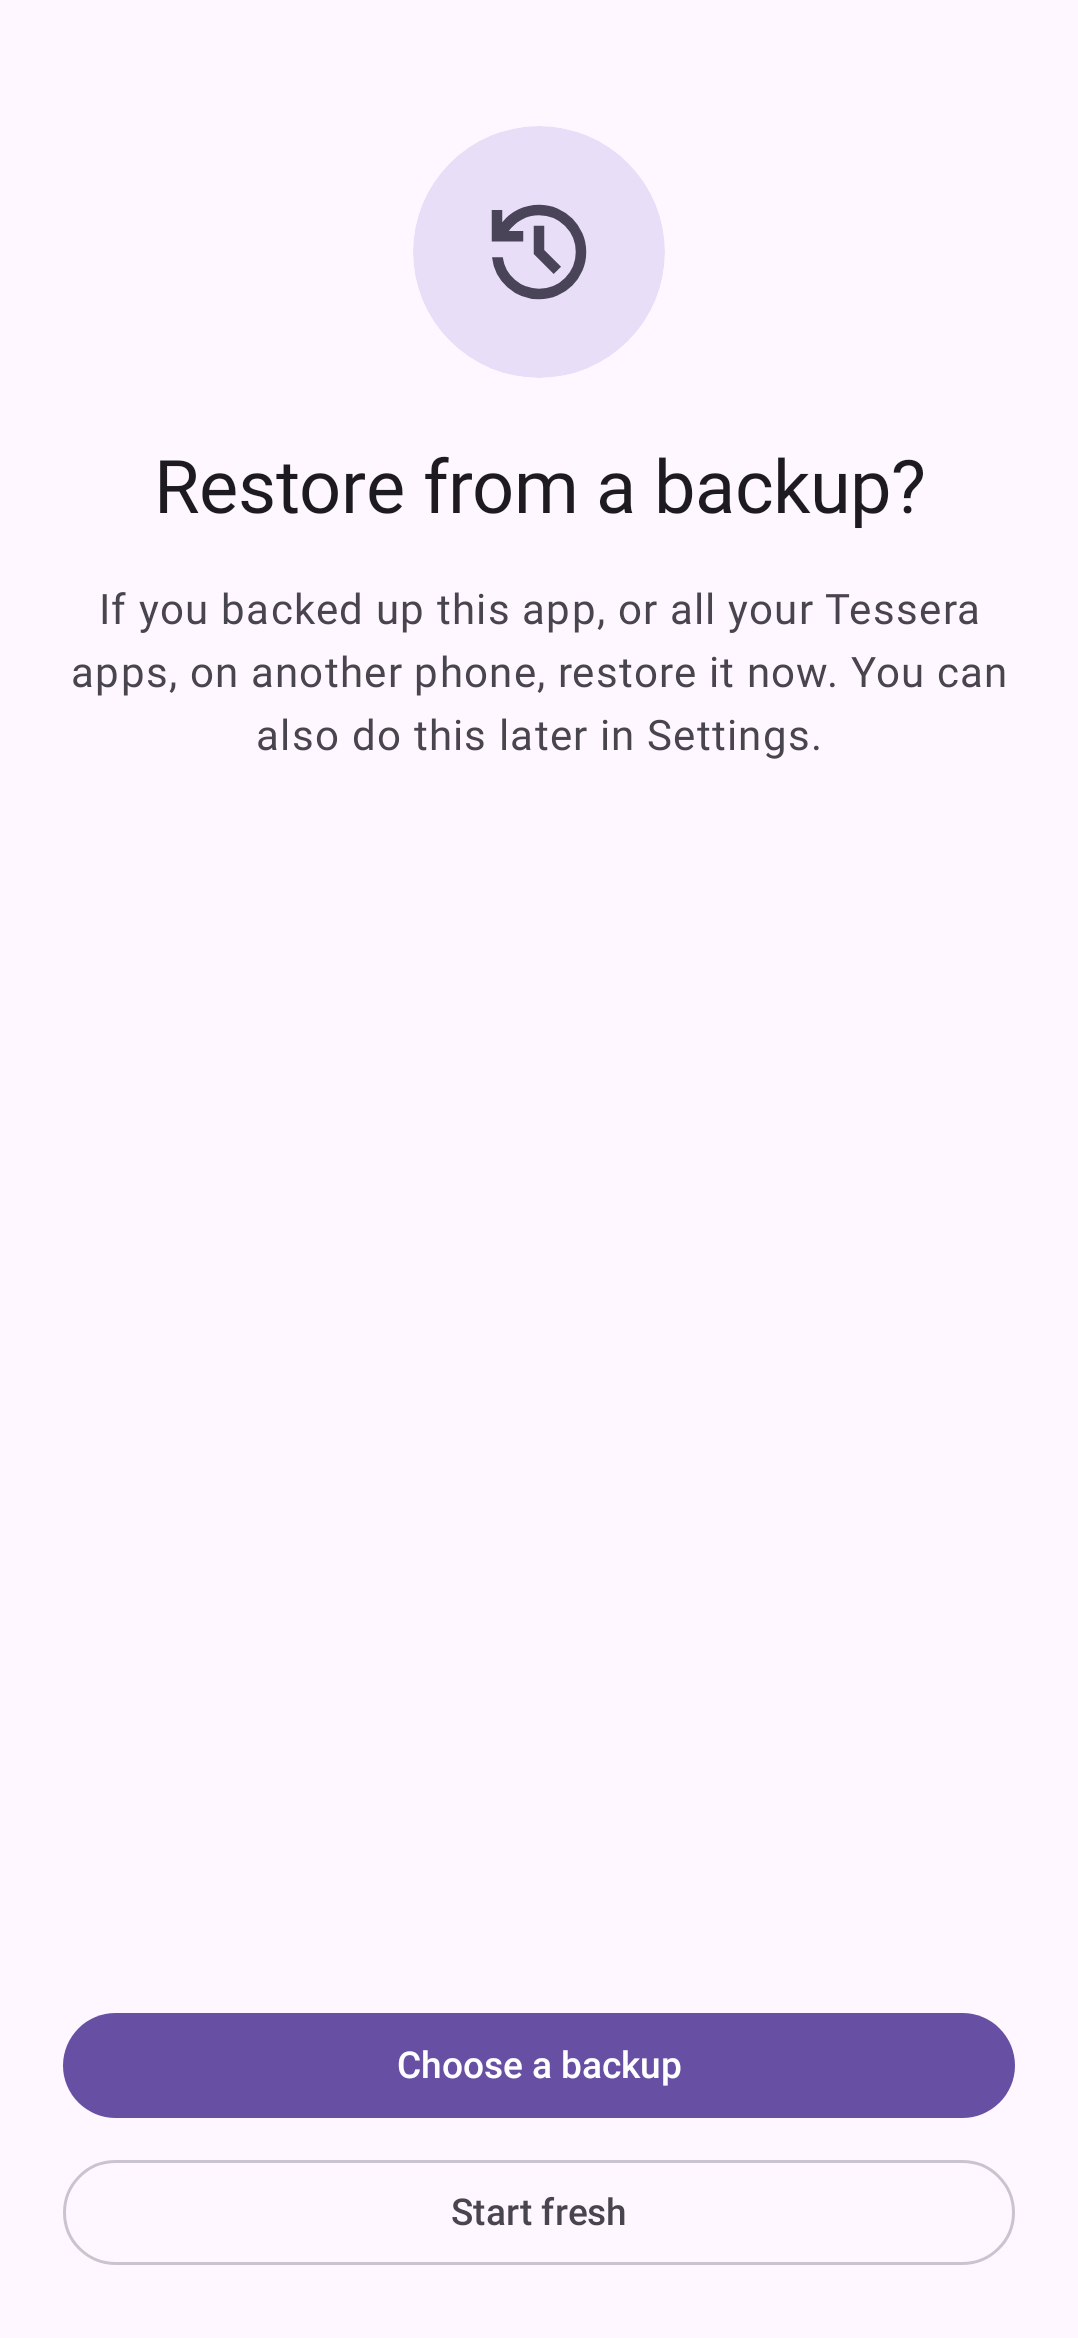 Restore from a backup?
If you backed up this app, or all your Tessera
apps, on another phone, restore it now. You can
also do this later in Settings.
Choose a backup
Start fresh